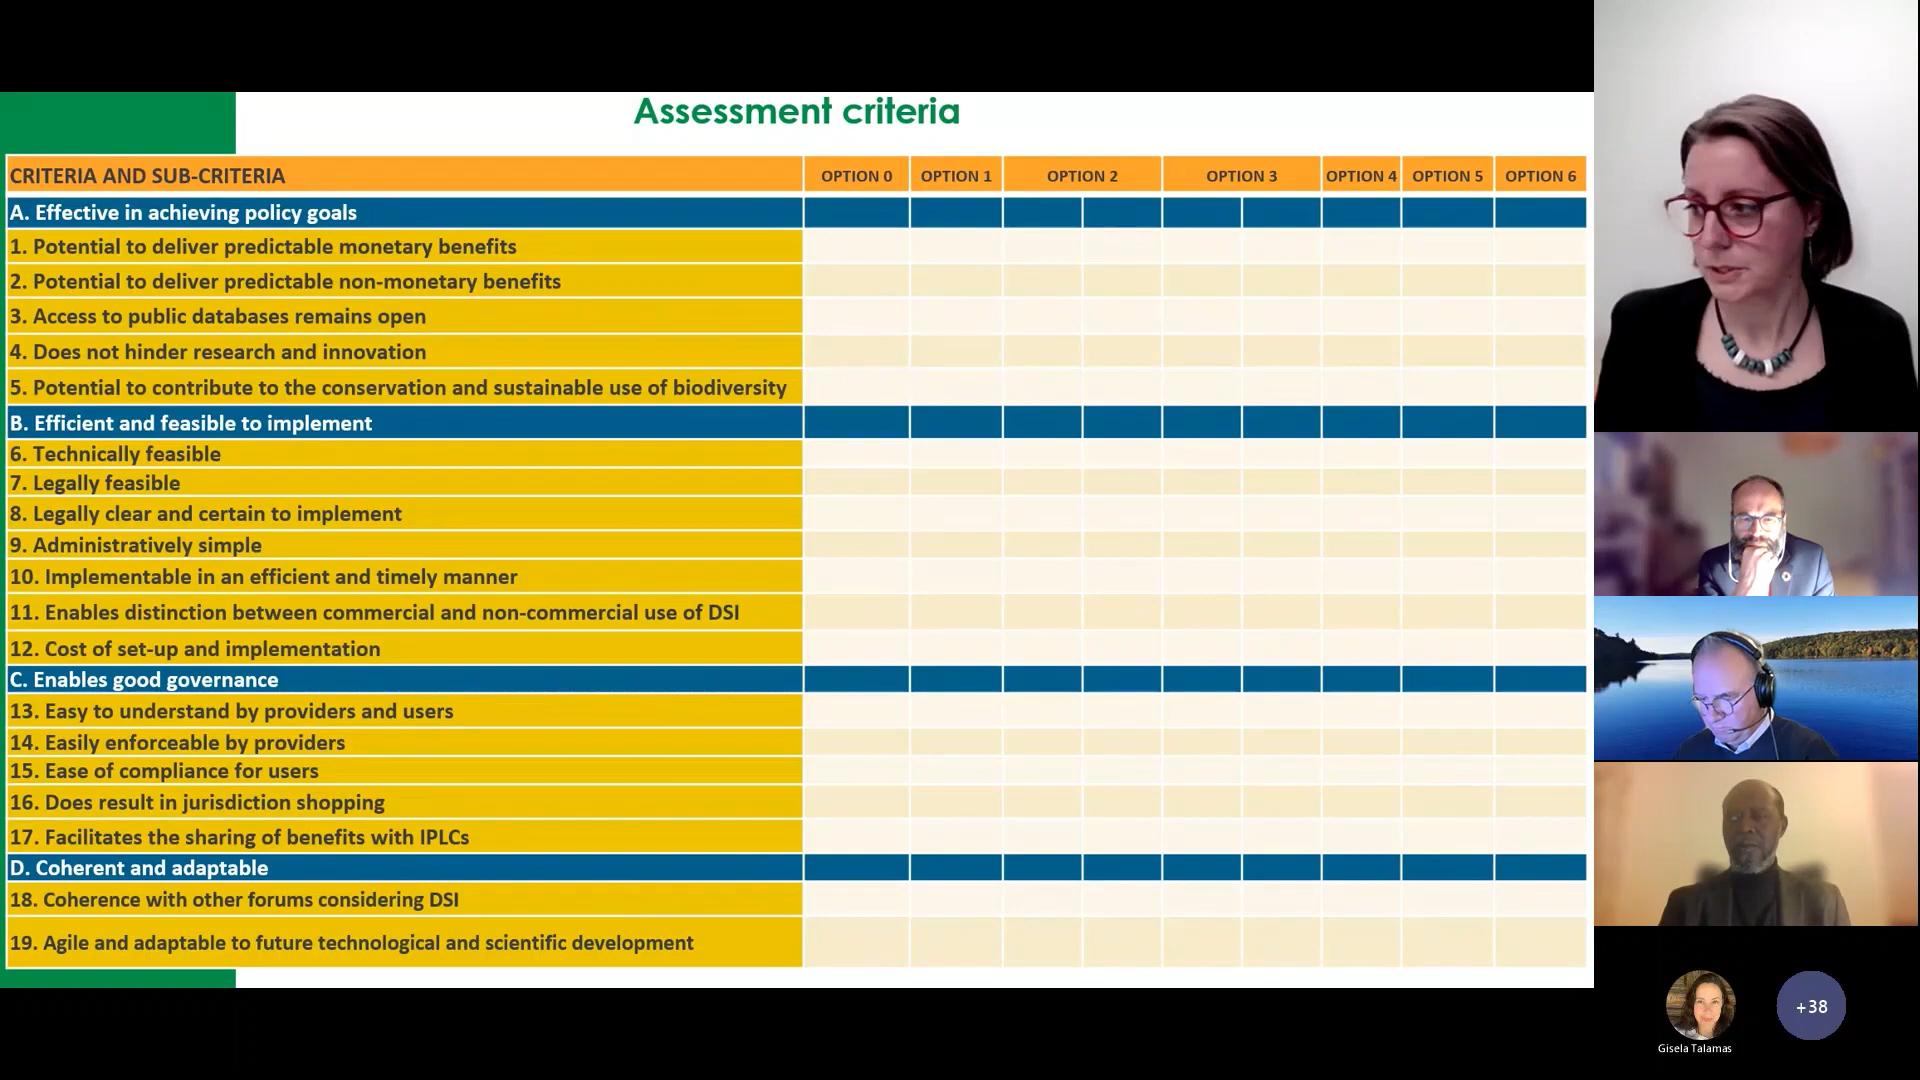 Assessment criteria
CRITERIA AND SUB-CRITERIA OPTION 0 OPTION 1 OPTION 2 OPTION 3 OPTION 4 OPTION 5 OPTION 6
A. Effective in achieving policy goals
1. Potential to deliver predictable monetary benefits
2. Potential to deliver predictable non-monetary benefits
3. Access to public databases remains open
4. Does not hinder research and innovation
5. Potential to contribute to the conservation and sustainable use of biodiversity
B. Efficient and feasible to implement
6. Technically feasible
7. Legally feasible
8. Legally clear and certain to implement
9. Administratively simple
10. Implementable in an efficient and timely manner
11. Enables distinction between commercial and non-commercial use of DSI
12. Cost of set-up and implementation
C. Enables good governance
13. Easy to understand by providers and users
14. Easily enforceable by providers
15. Ease of compliance for users
16. Does result in jurisdiction shopping
17. Facilitates the sharing of benefits with IPLCs
D. Coherent and adaptable
18. Coherence with other forums considering DSI
19. Agile and adaptable to future technological and scientific development
+38
Gisela Talamas